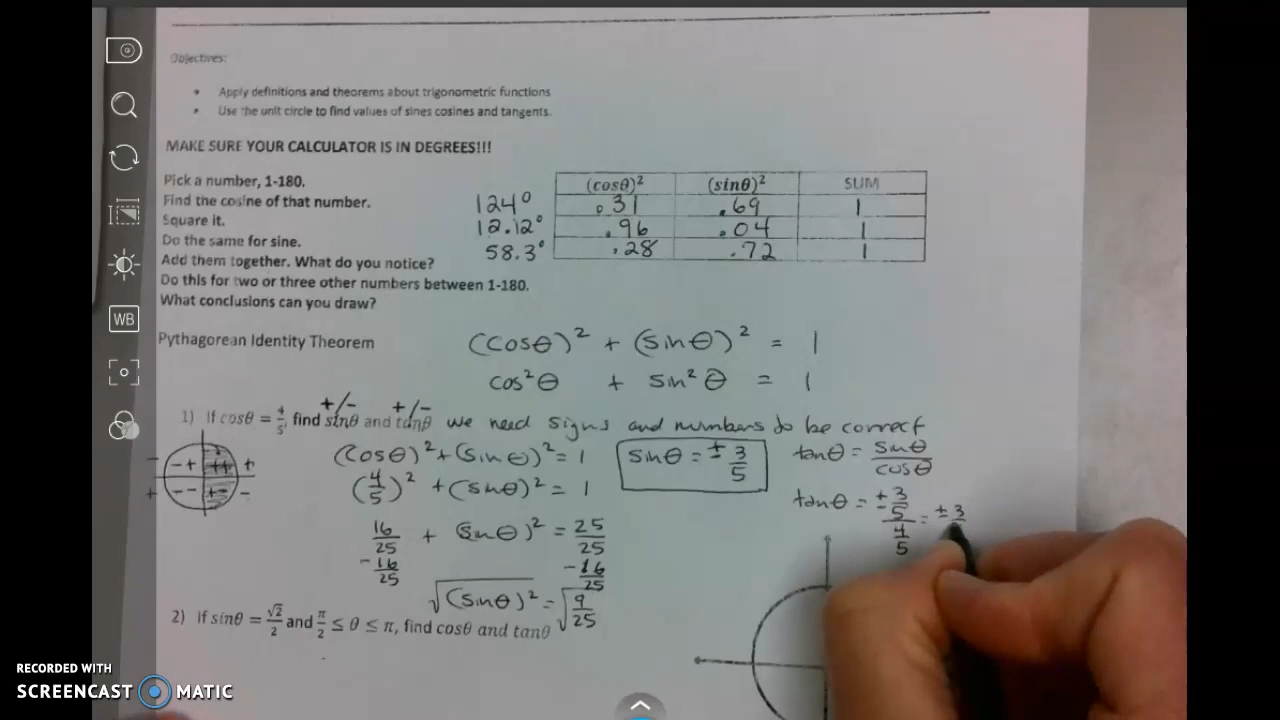 Objectives:
• Apply definitions and theorems about trigonometric functions
• Use the unit circle to find values of sines cosines and tangents.
MAKE SURE YOUR CALCULATOR IS IN DEGREES!!!
Pick a number, 1-180.
Find the cosine of that number.
Square it.
Do the same for sine.
Add them together. What do you notice?
Do this for two or three other numbers between 1-180.
What conclusions can you draw?
(cosθ)² (sinθ)² SUM
124° .31 .69 1
12.12° .96 .04 1
58.3° .28 .72 1
Pythagorean Identity Theorem
(cosθ)² + (sinθ)² = 1
cos²θ + sin²θ = 1
+/- +/-
1) If cosθ = 4/5, find sinθ and tanθ we need signs and numbers to be correct
(cosθ)² + (sinθ)² = 1
(4/5)² + (sinθ)² = 1
16/25 + (sinθ)² = 25/25
-16/25 -16/25
√(sinθ)² = √9/25
sinθ = ± 3/5
tanθ = sinθ/cosθ
tanθ = ± 3/5 / 4/5 = ± 3
- + + + +
+ - - + - -
2) If sinθ = √2/2 and π/2 ≤ θ ≤ π, find cosθ and tanθ
WB
RECORDED WITH
SCREENCAST MATIC